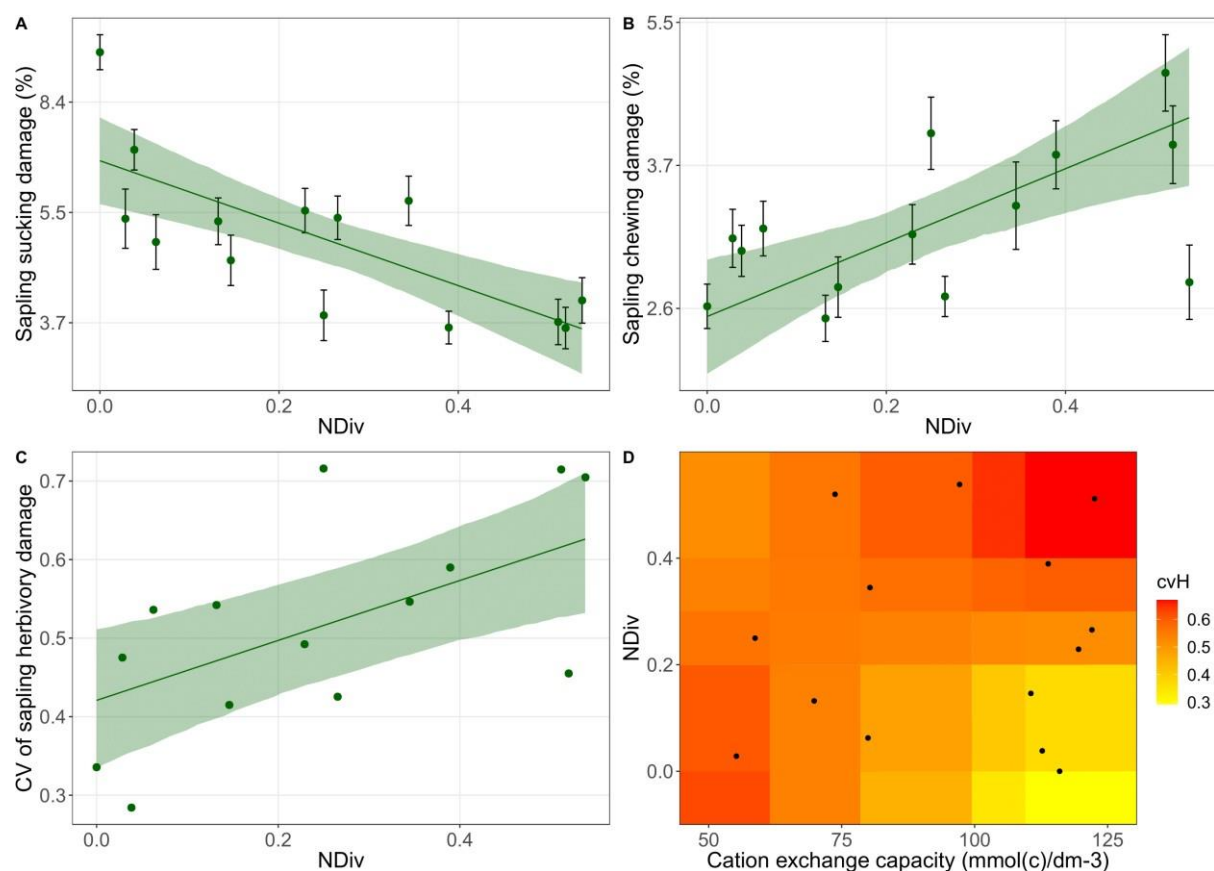 A
Sapling sucking damage (%)
8.4
5.5
3.7
0.0 0.2 0.4
NDiv
B
Sapling chewing damage (%)
5.5
3.7
2.6
0.0 0.2 0.4
NDiv
C
CV of sapling herbivory damage
0.7
0.6
0.5
0.4
0.3
0.0 0.2 0.4
NDiv
D
NDiv
0.4
0.2
0.0
50 75 100 125
Cation exchange capacity (mmol(c)/dm-3)
cvH
0.6
0.5
0.4
0.3